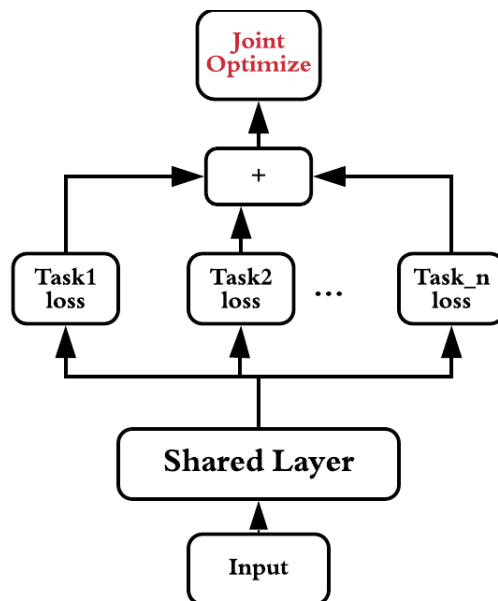 Joint
Optimize
+
Task1
loss
Task2
loss
...
Task_n
loss
Shared Layer
Input